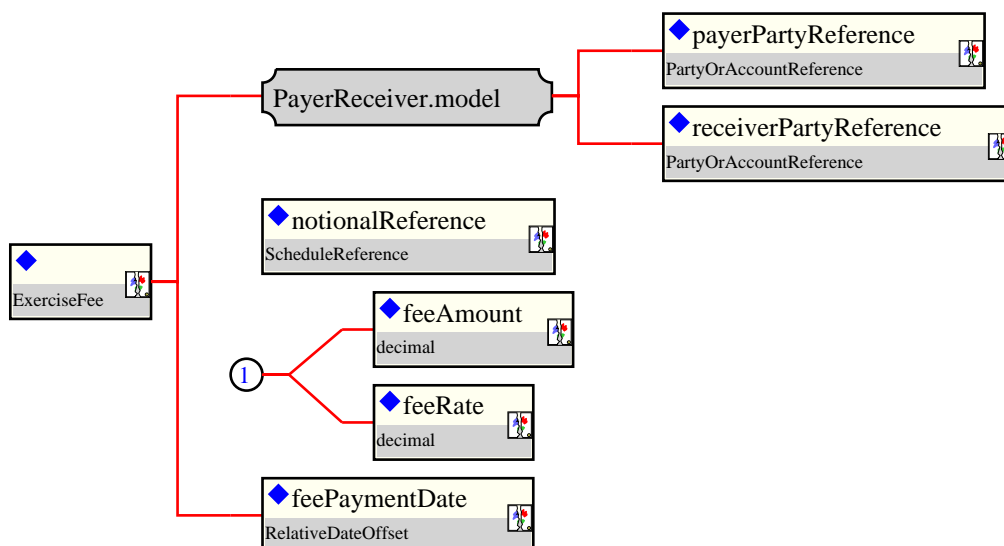 payerPartyReference
PartyOrAccountReference
PayerReceiver.model
receiverPartyReference
PartyOrAccountReference
notionalReference
ScheduleReference
ExerciseFee
feeAmount
decimal
1
feeRate
decimal
feePaymentDate
RelativeDateOffset